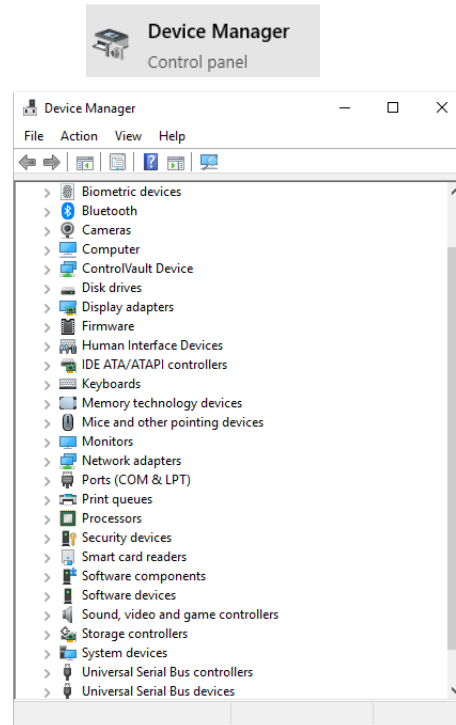 Device Manager
Control panel
Device Manager
File Action View Help
Biometric devices
Bluetooth
Cameras
Computer
ControlVault Device
Disk drives
Display adapters
Firmware
Human Interface Devices
IDE ATA/ATAPI controllers
Keyboards
Memory technology devices
Mice and other pointing devices
Monitors
Network adapters
Ports (COM & LPT)
Print queues
Processors
Security devices
Smart card readers
Software components
Software devices
Sound, video and game controllers
Storage controllers
System devices
Universal Serial Bus controllers
Universal Serial Bus devices